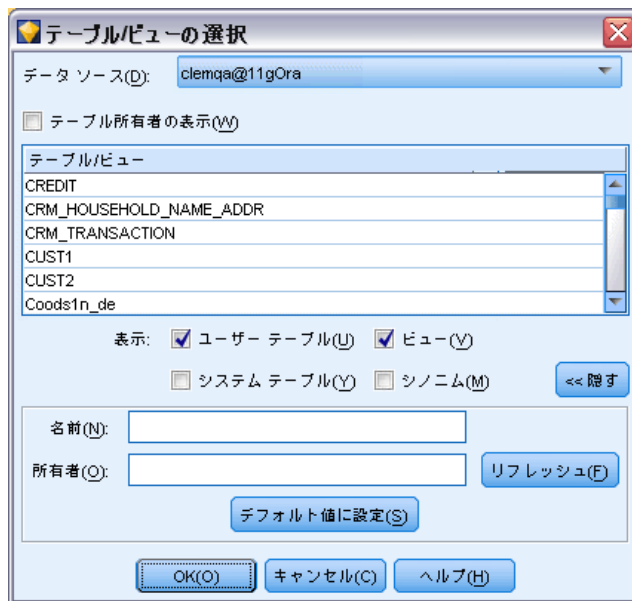 テーブル/ビューの選択
データ ソース(D): clemqa@11gOra
テーブル所有者の表示(W)
テーブル/ビュー
CREDIT
CRM_HOUSEHOLD_NAME_ADDR
CRM_TRANSACTION
CUST1
CUST2
Coods1n_de
表示: ユーザー テーブル(U) ビュー(V)
システム テーブル(Y) シノニム(M) << 隠す
名前(N):
所有者(O): リフレッシュ(F)
デフォルト値に設定(S)
OK(O) キャンセル(C) ヘルプ(H)